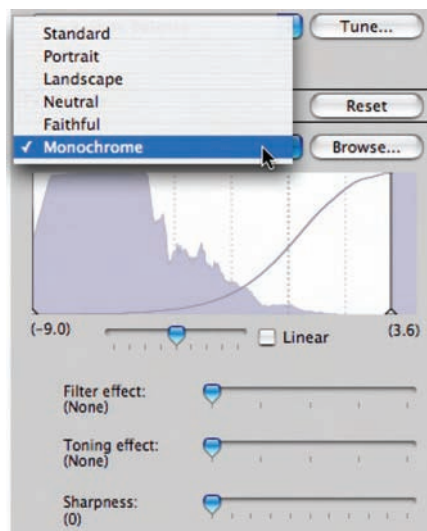 Standard
Portrait
Landscape
Neutral
Faithful
✓ Monochrome
Tune...
Reset
Browse...
(-9.0)
Linear
(3.6)
Filter effect:
(None)
Toning effect:
(None)
Sharpness:
(0)